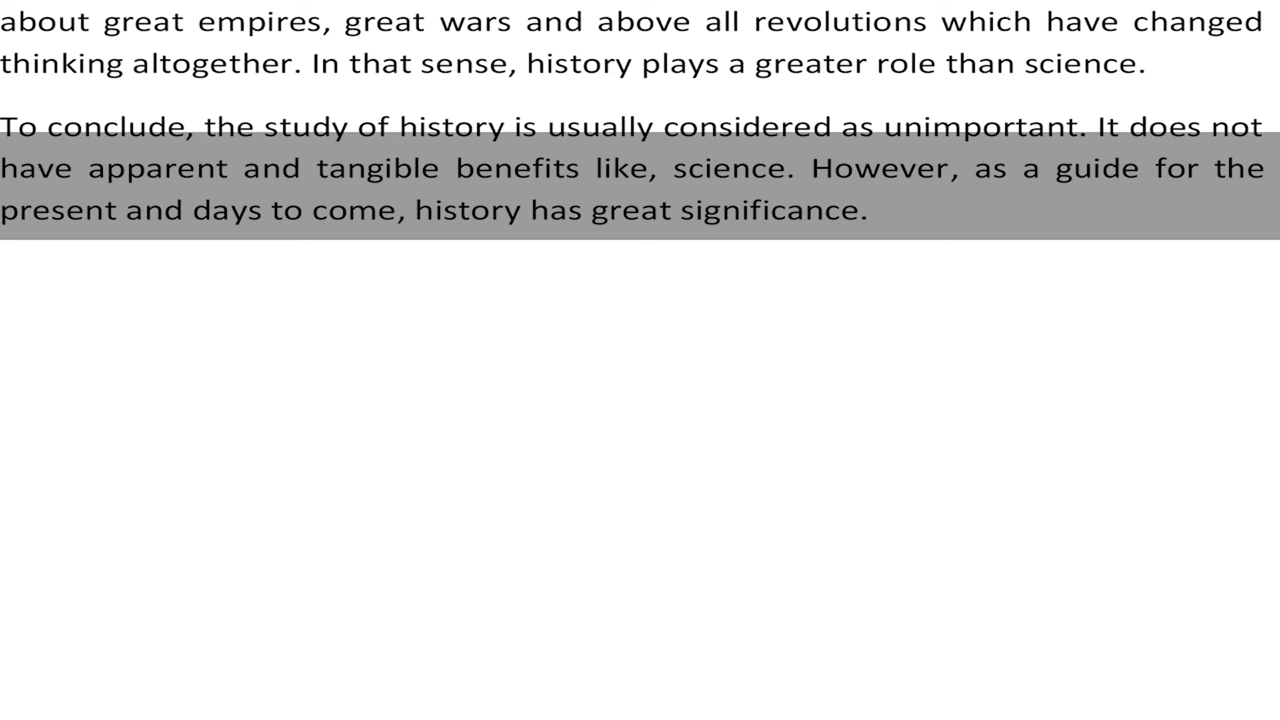 about great empires, great wars and above all revolutions which have changed
thinking altogether. In that sense, history plays a greater role than science.
To conclude, the study of history is usually considered as unimportant. It does not
have apparent and tangible benefits like, science. However, as a guide for the
present and days to come, history has great significance.